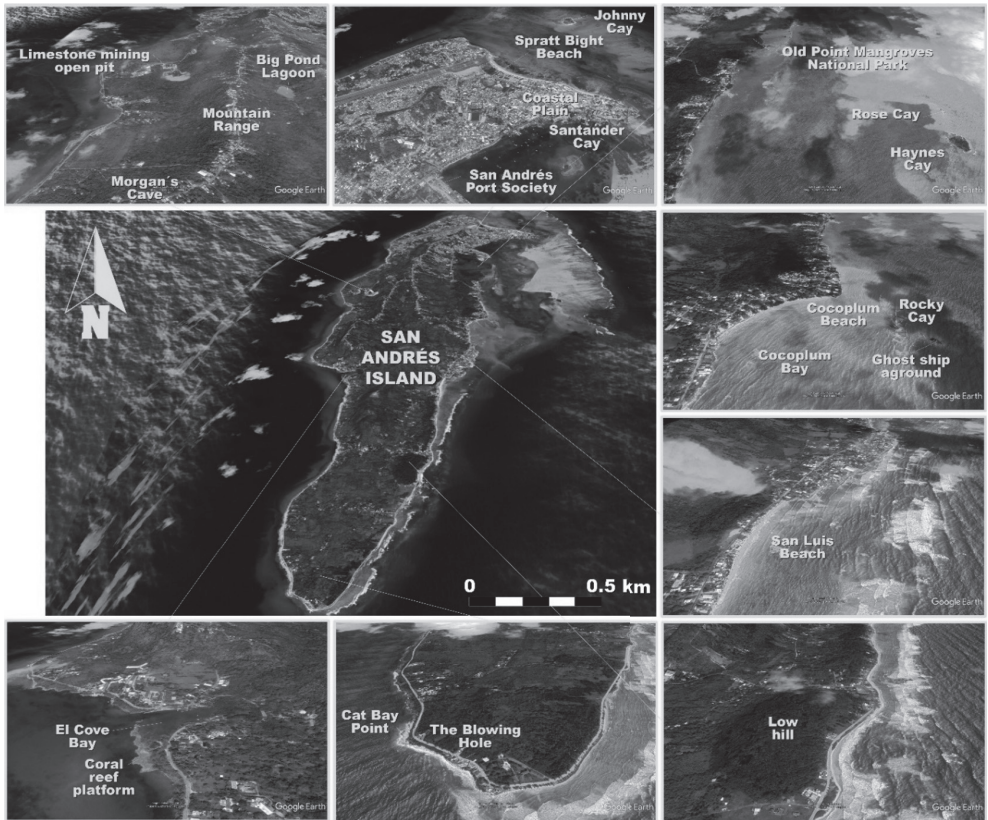 Limestone mining
open pit
Big Pond
Lagoon
Mountain
Range
Morgan´s
Cave
Google Earth
Johnny
Cay
Spratt Bight
Beach
Coastal
Plain
Santander
Cay
San Andrés
Port Society
Google Earth
Old Point Mangroves
National Park
Rose Cay
Haynes
Cay
Google Earth
N
SAN
ANDRÉS
ISLAND
0 0.5 km
Cocoplum
Beach
Rocky
Cay
Cocoplum
Bay
Ghost ship
aground
Google Earth
San Luis
Beach
Google Earth
El Cove
Bay
Coral
reef
platform
Google Earth
Cat Bay
Point
The Blowing
Hole
Google Earth
Low
hill
Google Earth